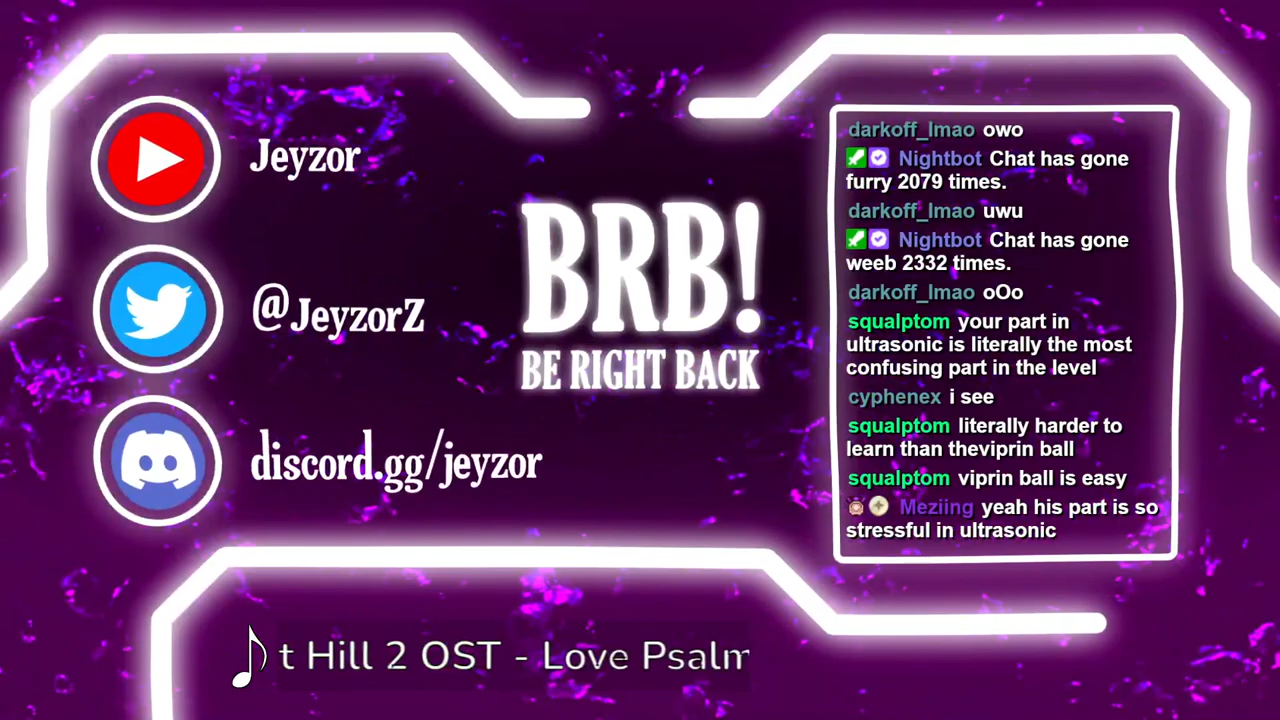 Jeyzor
@JeyzorZ
discord.gg/jeyzor
BRB!
BE RIGHT BACK
darkoff_lmao owo
Nightbot Chat has gone
furry 2079 times.
darkoff_lmao uwu
Nightbot Chat has gone
weeb 2332 times.
darkoff_lmao oOo
squalptom your part in
ultrasonic is literally the most
confusing part in the level
cyphenex i see
squalptom literally harder to
learn than theviprin ball
squalptom viprin ball is easy
Meziing yeah his part is so
stressful in ultrasonic
t Hill 2 OST - Love Psalm